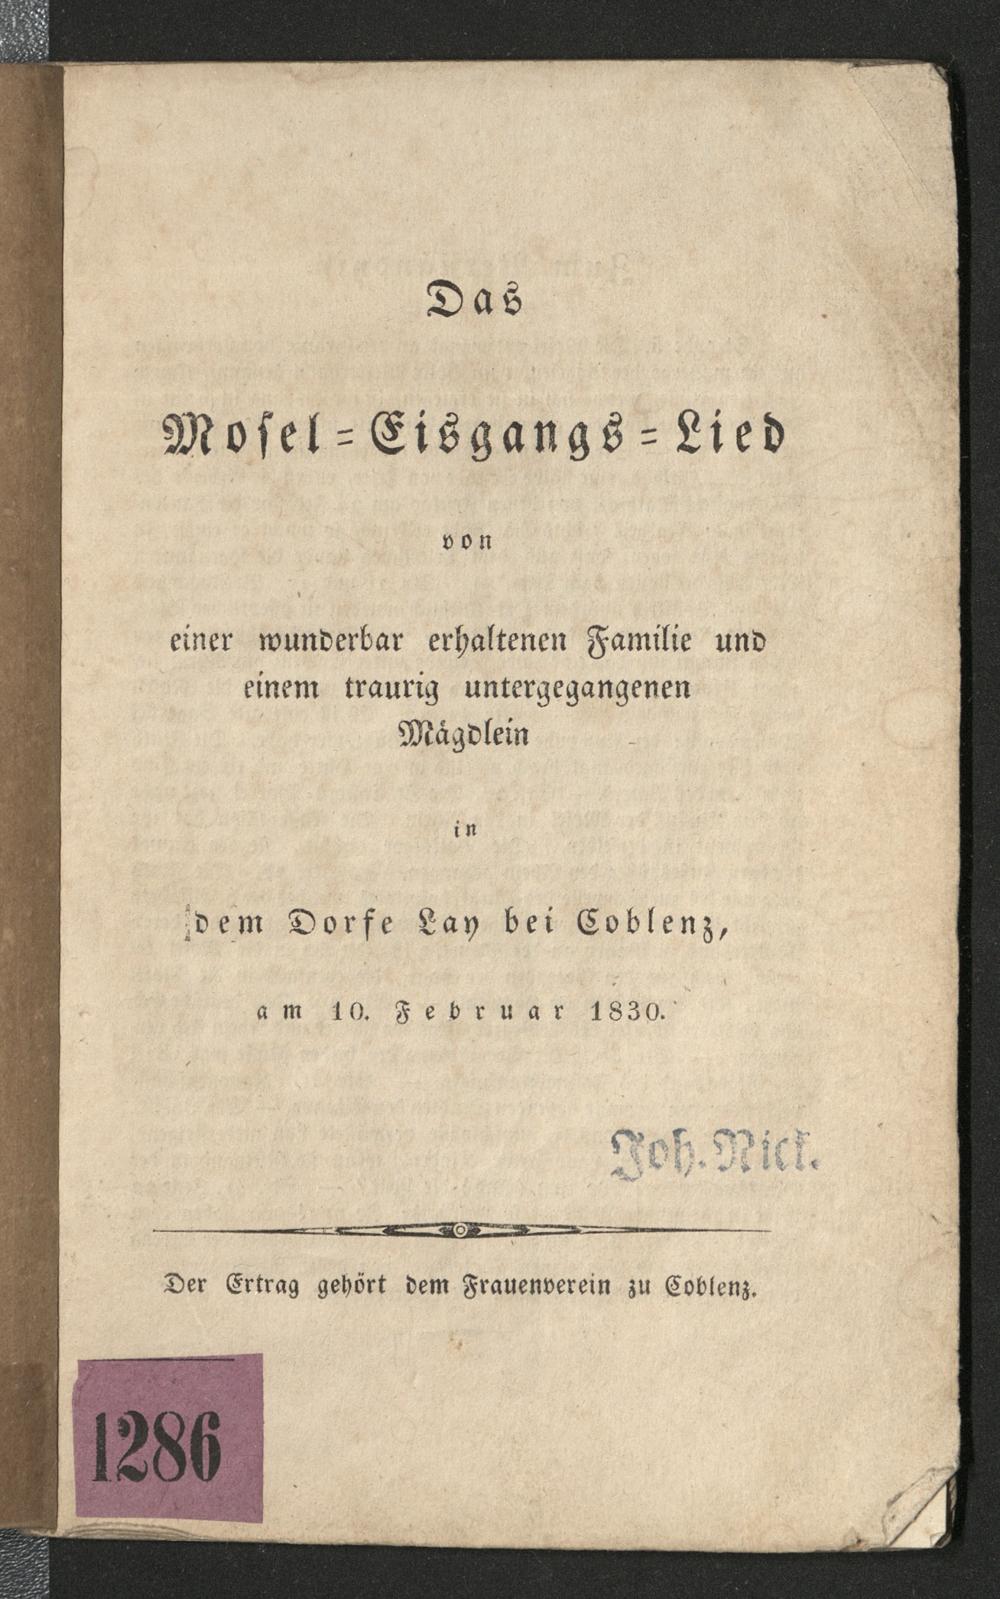 Das
Moſel=Eisgangs=Lied
von
einer wunderbar erhaltenen Familie und
einem traurig untergegangenen
Mägdlein
in
dem Dorfe Lay bei Coblenz,
am 10. Februar 1830.
Joh. Nick.
Der Ertrag gehört dem Frauenverein zu Coblenz.
1286